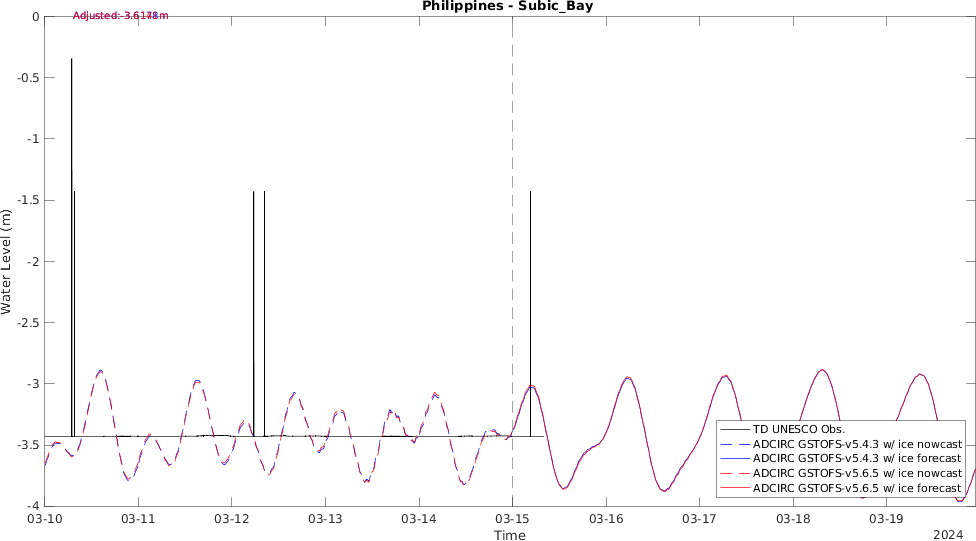 Philippines - Subic_Bay
Adjusted:-3.6
Water Level (m)
0
-0.5
-1
-1.5
-2
-2.5
-3
-3.5
-4
03-10 03-11 03-12 03-13 03-14 03-15 03-16 03-17 03-18 03-19
Time
2024
TD UNESCO Obs.
ADCIRC GSTOFS-v5.4.3 w/ ice nowcast
ADCIRC GSTOFS-v5.4.3 w/ ice forecast
ADCIRC GSTOFS-v5.6.5 w/ ice nowcast
ADCIRC GSTOFS-v5.6.5 w/ ice forecast